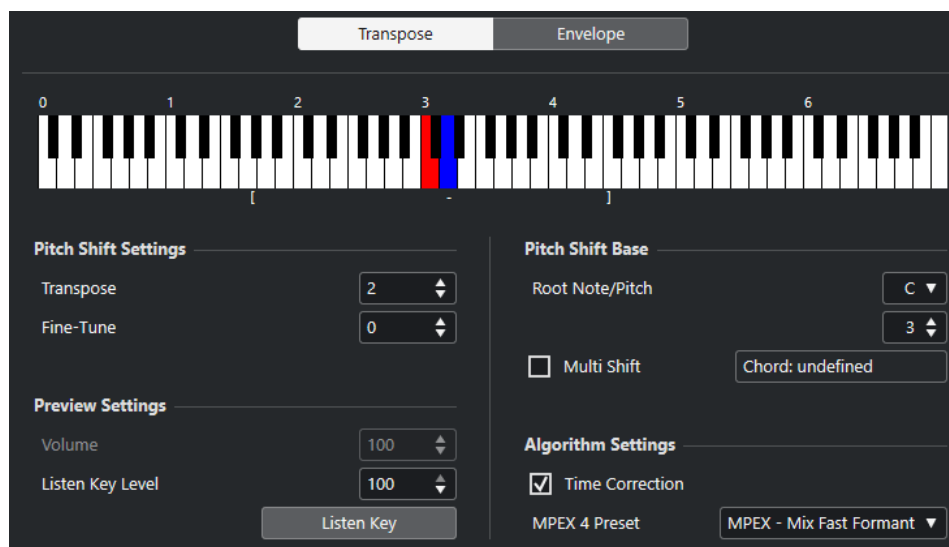 Transpose Envelope
0 1 2 3 4 5 6
[ - ]
Pitch Shift Settings
Transpose 2
Fine-Tune 0
Preview Settings
Volume 100
Listen Key Level 100
Listen Key
Pitch Shift Base
Root Note/Pitch C
3
Multi Shift Chord: undefined
Algorithm Settings
Time Correction
MPEX 4 Preset MPEX - Mix Fast Formant